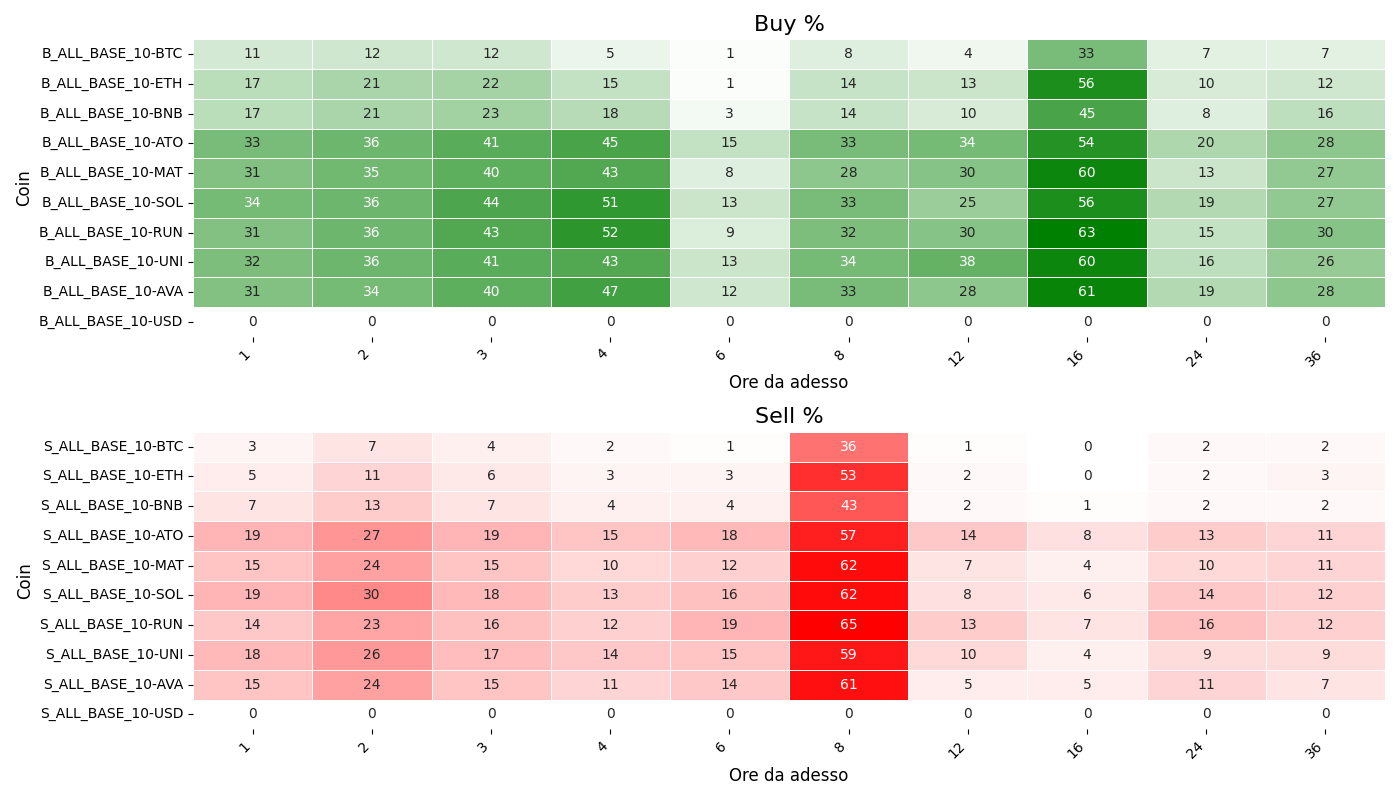 Buy %
Coin
B_ALL_BASE_10-BTC 11 12 12 5 1 8 4 33 7 7
B_ALL_BASE_10-ETH 17 21 22 15 1 14 13 56 10 12
B_ALL_BASE_10-BNB 17 21 23 18 3 14 10 45 8 16
B_ALL_BASE_10-ATO 33 36 41 45 15 33 34 54 20 28
B_ALL_BASE_10-MAT 31 35 40 43 8 28 30 60 13 27
B_ALL_BASE_10-SOL 34 36 44 51 13 33 25 56 19 27
B_ALL_BASE_10-RUN 31 36 43 52 9 32 30 63 15 30
B_ALL_BASE_10-UNI 32 36 41 43 13 34 38 60 16 26
B_ALL_BASE_10-AVA 31 34 40 47 12 33 28 61 19 28
B_ALL_BASE_10-USD 0 0 0 0 0 0 0 0 0 0
1 2 3 4 6 8 12 16 24 36
Ore da adesso
Sell %
Coin
S_ALL_BASE_10-BTC 3 7 4 2 1 36 1 0 2 2
S_ALL_BASE_10-ETH 5 11 6 3 3 53 2 0 2 3
S_ALL_BASE_10-BNB 7 13 7 4 4 43 2 1 2 2
S_ALL_BASE_10-ATO 19 27 19 15 18 57 14 8 13 11
S_ALL_BASE_10-MAT 15 24 15 10 12 62 7 4 10 11
S_ALL_BASE_10-SOL 19 30 18 13 16 62 8 6 14 12
S_ALL_BASE_10-RUN 14 23 16 12 19 65 13 7 16 12
S_ALL_BASE_10-UNI 18 26 17 14 15 59 10 4 9 9
S_ALL_BASE_10-AVA 15 24 15 11 14 61 5 5 11 7
S_ALL_BASE_10-USD 0 0 0 0 0 0 0 0 0 0
1 2 3 4 6 8 12 16 24 36
Ore da adesso